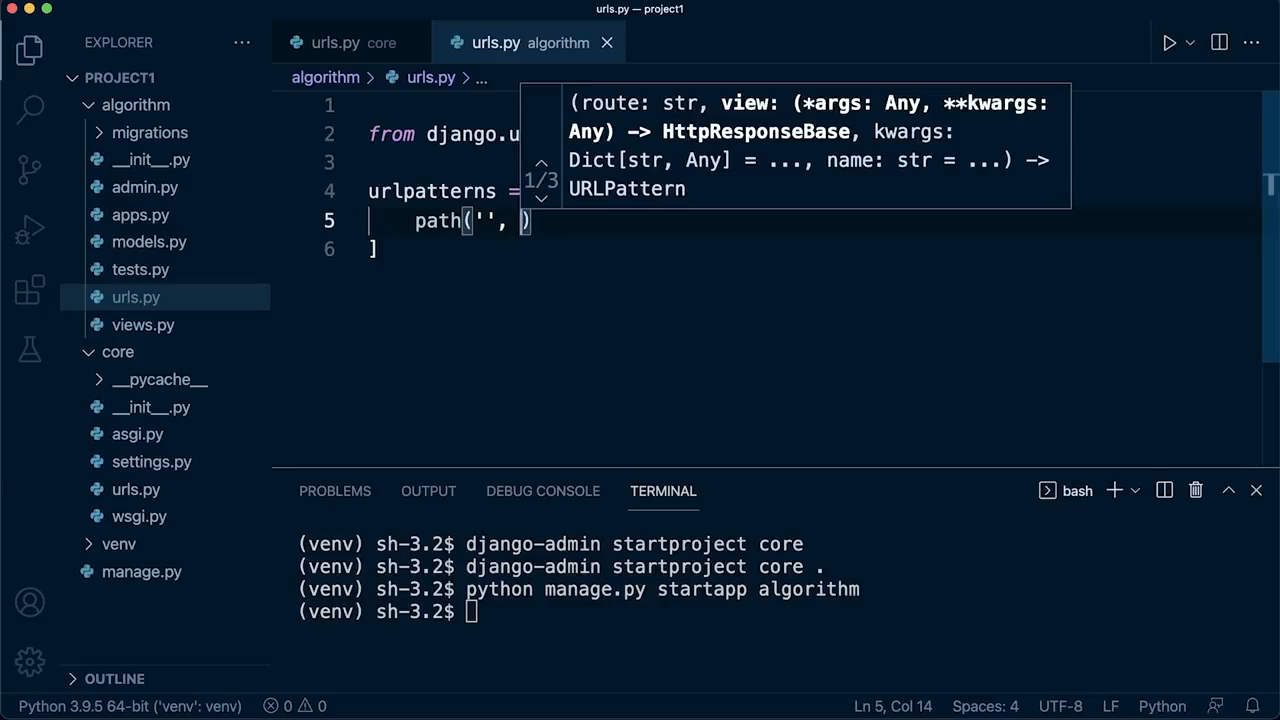 urls.py — project1
EXPLORER
urls.py core
urls.py algorithm
PROJECT1
algorithm > urls.py > ...
algorithm
migrations
__init__.py
admin.py
apps.py
models.py
tests.py
urls.py
views.py
core
__pycache__
__init__.py
asgi.py
settings.py
urls.py
wsgi.py
venv
manage.py
OUTLINE
1
2 from django.u
3
4 urlpatterns =
5 path('', )
6 ]
(route: str, view: (*args: Any, **kwargs:
Any) -> HttpResponseBase, kwargs:
Dict[str, Any] = ..., name: str = ...) ->
URLPattern
1/3
PROBLEMS OUTPUT DEBUG CONSOLE TERMINAL
bash
(venv) sh-3.2$ django-admin startproject core
(venv) sh-3.2$ django-admin startproject core .
(venv) sh-3.2$ python manage.py startapp algorithm
(venv) sh-3.2$
Python 3.9.5 64-bit ('venv': venv) 0 0 Ln 5, Col 14 Spaces: 4 UTF-8 LF Python